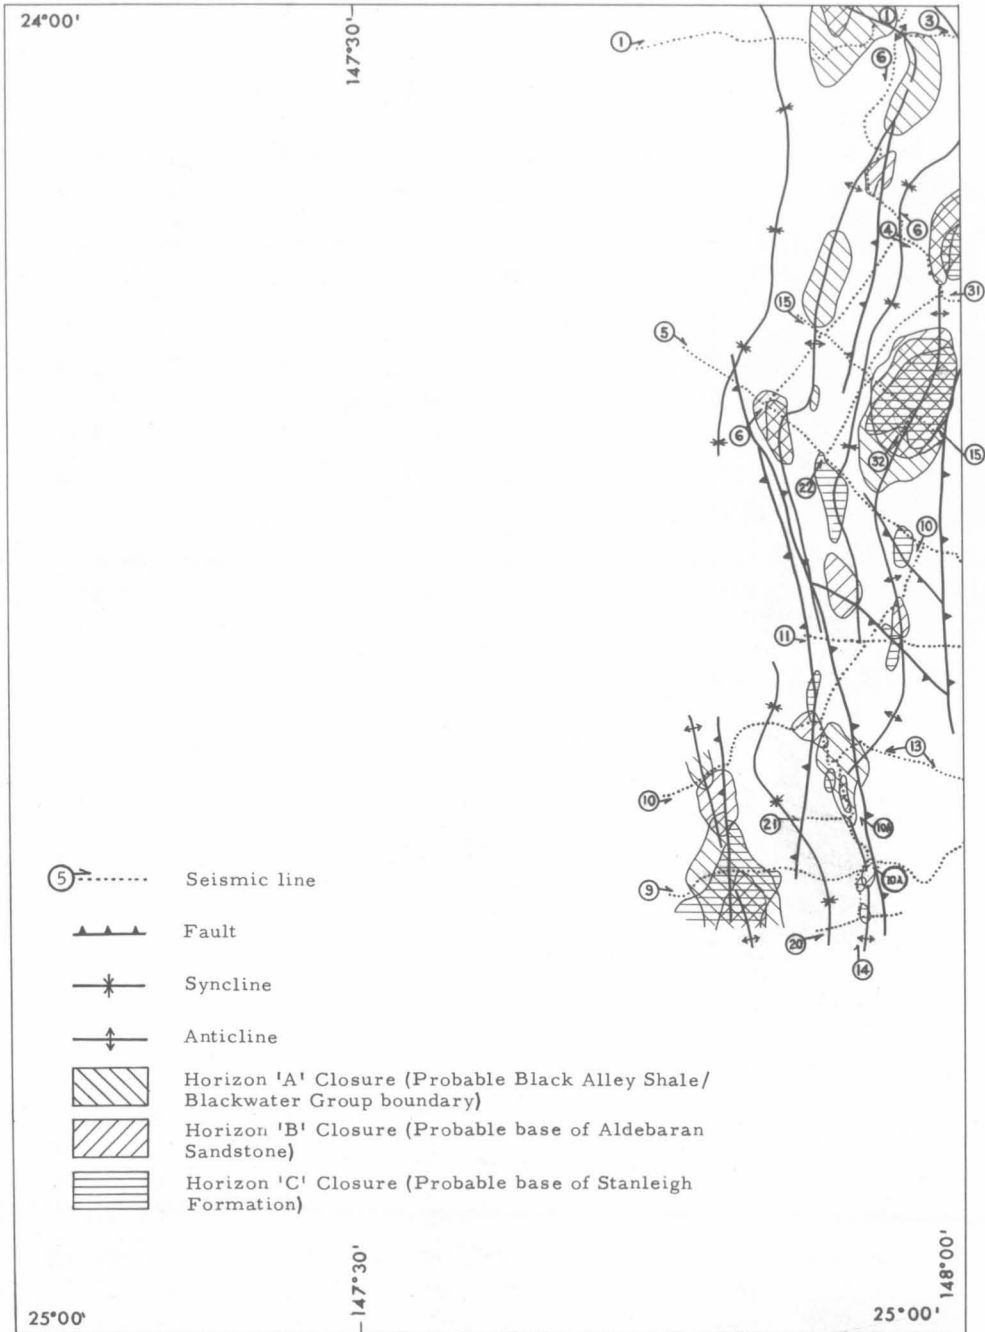 24°00'
147°30'
1
3
1
6
6
4
31
15
5
6
32
15
22
10
11
13
10
21
10A
10A
9
20
14
5 Seismic line
Fault
Syncline
Anticline
Horizon 'A' Closure (Probable Black Alley Shale/
Blackwater Group boundary)
Horizon 'B' Closure (Probable base of Aldebaran
Sandstone)
Horizon 'C' Closure (Probable base of Stanleigh
Formation)
147°30'
148°00'
25°00'
25°00'